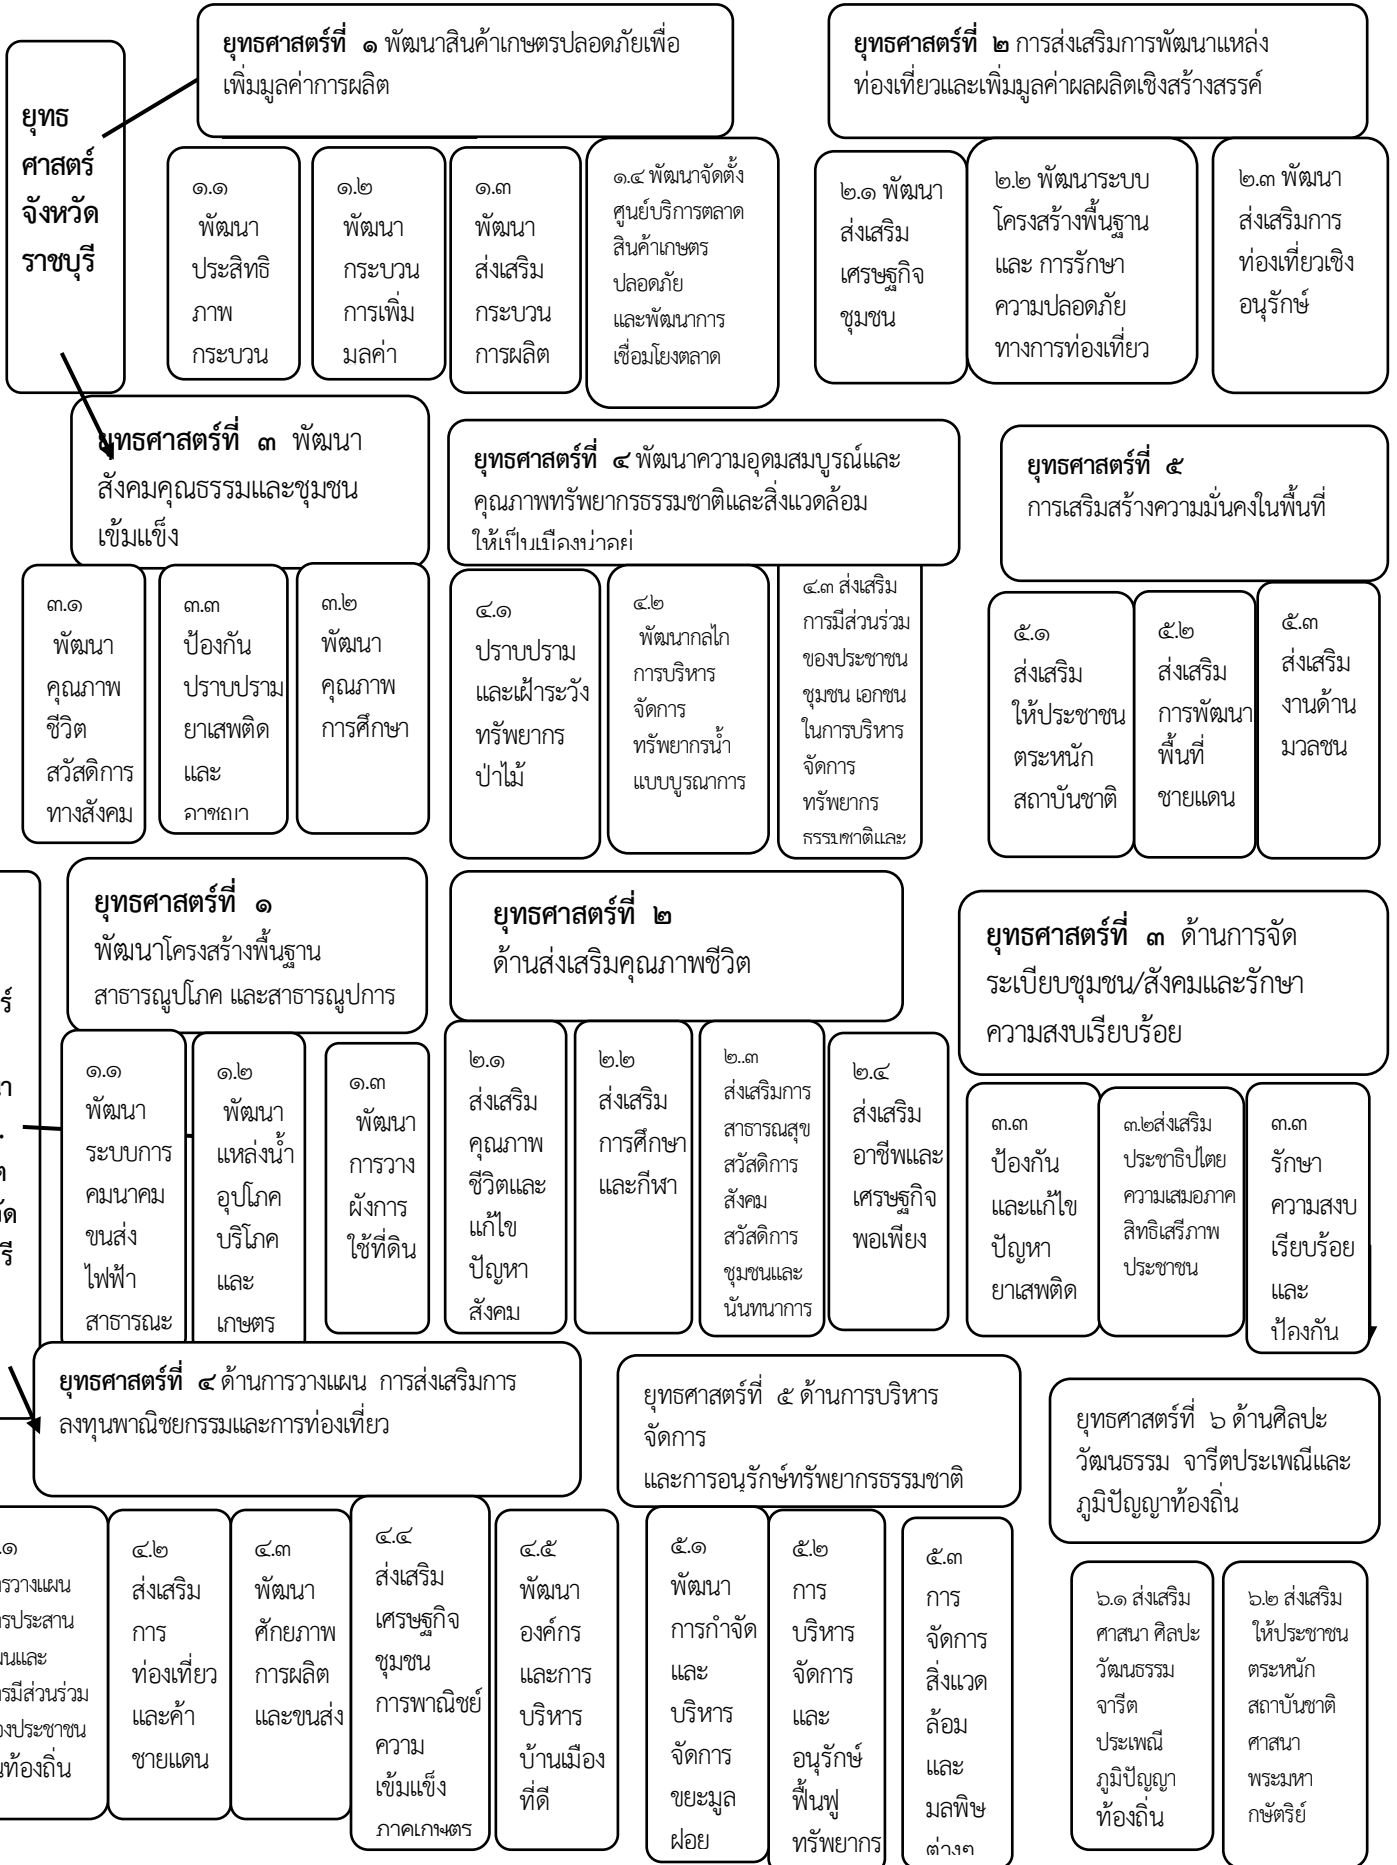 ยุทธ
ศาสตร์
จังหวัด
ราชบุรี
ยุทธศาสตร์ที่ ๑ พัฒนาสินค้าเกษตรปลอดภัยเพื่อ
เพิ่มมูลค่าการผลิต
ยุทธศาสตร์ที่ ๒ การส่งเสริมการพัฒนาแหล่ง
ท่องเที่ยวและเพิ่มมูลค่าผลผลิตเชิงสร้างสรรค์
๑.๑
พัฒนา
ประสิทธิ
ภาพ
กระบวน
๑.๒
พัฒนา
กระบวน
การเพิ่ม
มูลค่า
๑.๓
พัฒนา
ส่งเสริม
กระบวน
การผลิต
๑.๔ พัฒนาจัดตั้ง
ศูนย์บริการตลาด
สินค้าเกษตร
ปลอดภัย
และพัฒนาการ
เชื่อมโยงตลาด
๒.๑ พัฒนา
ส่งเสริม
เศรษฐกิจ
ชุมชน
๒.๒ พัฒนาระบบ
โครงสร้างพื้นฐาน
และ การรักษา
ความปลอดภัย
ทางการท่องเที่ยว
๒.๓ พัฒนา
ส่งเสริมการ
ท่องเที่ยวเชิง
อนุรักษ์
ยุทธศาสตร์ที่ ๓ พัฒนา
สังคมคุณธรรมและชุมชน
เข้มแข็ง
ยุทธศาสตร์ที่ ๔ พัฒนาความอุดมสมบูรณ์และ
คุณภาพทรัพยากรธรรมชาติและสิ่งแวดล้อม
ให้เป็นเมืองน่าอยู่
ยุทธศาสตร์ที่ ๕
การเสริมสร้างความมั่นคงในพื้นที่
๓.๑
พัฒนา
คุณภาพ
ชีวิต
สวัสดิการ
ทางสังคม
๓.๓
ป้องกัน
ปราบปราม
ยาเสพติด
และ
อาชญา
๓.๒
พัฒนา
คุณภาพ
การศึกษา
๔.๑
ปราบปราม
และเฝ้าระวัง
ทรัพยากร
ป่าไม้
๔.๒
พัฒนากลไก
การบริหาร
จัดการ
ทรัพยากรน้ำ
แบบบูรณาการ
๔.๓ ส่งเสริม
การมีส่วนร่วม
ของประชาชน
ชุมชน เอกชน
ในการบริหาร
จัดการ
ทรัพยากร
ธรรมชาติและ
๕.๑
ส่งเสริม
ให้ประชาชน
ตระหนัก
สถาบันชาติ
๕.๒
ส่งเสริม
การพัฒนา
พื้นที่
ชายแดน
๕.๓
ส่งเสริม
งานด้าน
มวลชน
ยุทธศาสตร์ที่ ๑
พัฒนาโครงสร้างพื้นฐาน
สาธารณูปโภค และสาธารณูปการ
ยุทธศาสตร์ที่ ๒
ด้านส่งเสริมคุณภาพชีวิต
ยุทธศาสตร์ที่ ๓ ด้านการจัด
ระเบียบชุมชน/สังคมและรักษา
ความสงบเรียบร้อย
๑.๑
พัฒนา
ระบบการ
คมนาคม
ขนส่ง
ไฟฟ้า
สาธารณะ
๑.๒
พัฒนา
แหล่งน้ำ
อุปโภค
บริโภค
และ
เกษตร
๑.๓
พัฒนา
การวาง
ผังการ
ใช้ที่ดิน
๒.๑
ส่งเสริม
คุณภาพ
ชีวิตและ
แก้ไข
ปัญหา
สังคม
๒.๒
ส่งเสริม
การศึกษา
และกีฬา
๒..๓
ส่งเสริมการ
สาธารณสุข
สวัสดิการ
สังคม
สวัสดิการ
ชุมชนและ
นันทนาการ
๒.๔
ส่งเสริม
อาชีพและ
เศรษฐกิจ
พอเพียง
๓.๓
ป้องกัน
และแก้ไข
ปัญหา
ยาเสพติด
๓.๒ส่งเสริม
ประชาธิปไตย
ความเสมอภาค
สิทธิเสรีภาพ
ประชาชน
๓.๓
รักษา
ความสงบ
เรียบร้อย
และ
ป้องกัน
ยุทธศาสตร์ที่ ๔ ด้านการวางแผน การส่งเสริมการ
ลงทุนพาณิชยกรรมและการท่องเที่ยว
ยุทธศาสตร์ที่ ๕ ด้านการบริหาร
จัดการ
และการอนุรักษ์ทรัพยากรธรรมชาติ
ยุทธศาสตร์ที่ ๖ ด้านศิลปะ
วัฒนธรรม จารีตประเพณีและ
ภูมิปัญญาท้องถิ่น
.๑
รวางแผน
รประสาน
ผนและ
ารมีส่วนร่วม
องประชาชน
นท้องถิ่น
๔.๒
ส่งเสริม
การ
ท่องเที่ยว
และค้า
ชายแดน
๔.๓
พัฒนา
ศักยภาพ
การผลิต
และขนส่ง
๔.๔
ส่งเสริม
เศรษฐกิจ
ชุมชน
การพาณิชย์
ความ
เข้มแข็ง
ภาคเกษตร
๔.๕
พัฒนา
องค์กร
และการ
บริหาร
บ้านเมือง
ที่ดี
๕.๑
พัฒนา
การกำจัด
และ
บริหาร
จัดการ
ขยะมูล
ฝอย
๕.๒
การ
บริหาร
จัดการ
และ
อนุรักษ์
ฟื้นฟู
ทรัพยากร
๕.๓
การ
จัดการ
สิ่งแวด
ล้อม
และ
มลพิษ
ต่างๆ
๖.๑ ส่งเสริม
ศาสนา ศิลปะ
วัฒนธรรม
จารีต
ประเพณี
ภูมิปัญญา
ท้องถิ่น
๖.๒ ส่งเสริม
ให้ประชาชน
ตระหนัก
สถาบันชาติ
ศาสนา
พระมหา
กษัตริย์